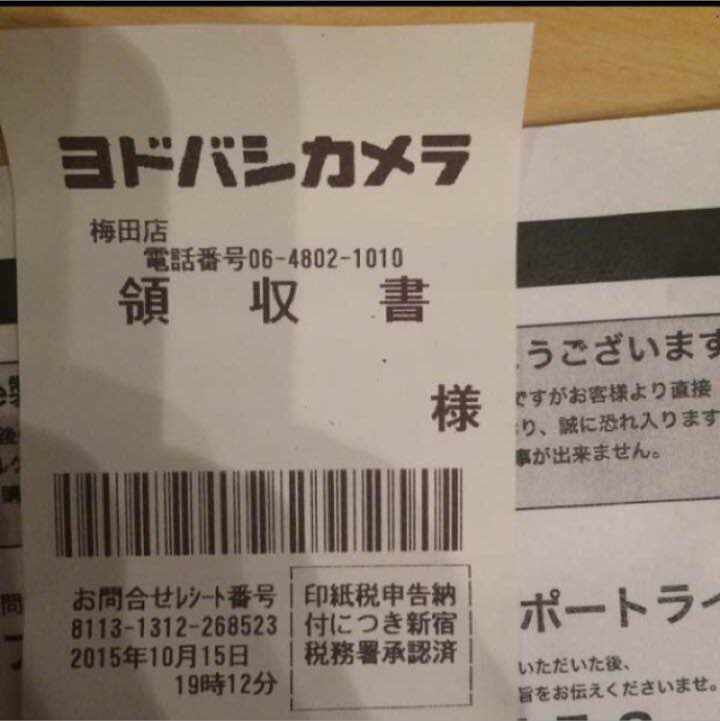 ヨドバシカメラ
梅田店
電話番号06-4802-1010
領 収 書
様
お問合せﾚｼｰﾄ番号
8113-1312-268523
2015年10月15日
19時12分
印紙税申告納
付につき新宿
税務署承認済
うございます
ですがお客様より直接
り、誠に恐れ入ります
事が出来ません。
ポートライ
いただいた後、
旨をお伝えくださいませ。